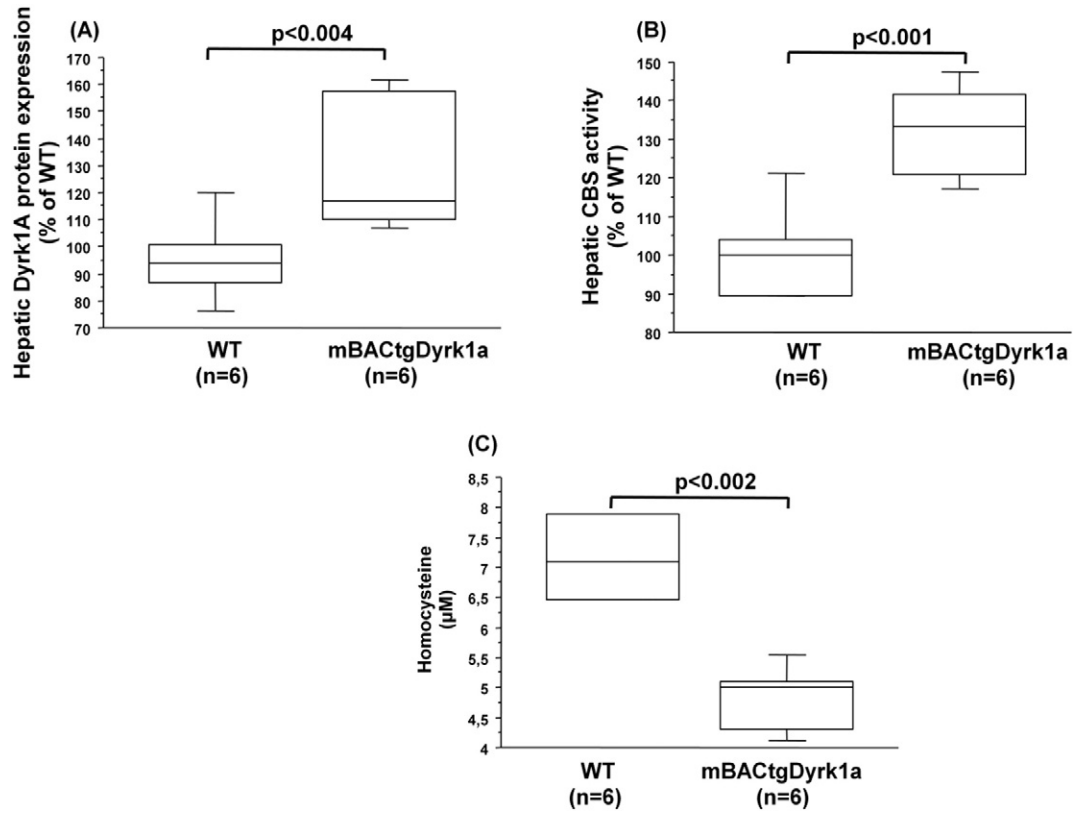 (A)
p<0.004
Hepatic Dyrk1A protein expression
(% of WT)
170
160
150
140
130
120
110
100
90
80
70
WT
(n=6)
mBACtgDyrk1a
(n=6)
(B)
p<0.001
Hepatic CBS activity
(% of WT)
150
140
130
120
110
100
90
80
WT
(n=6)
mBACtgDyrk1a
(n=6)
(C)
p<0.002
Homocysteine
(µM)
8,5
8
7,5
7
6,5
6
5,5
5
4,5
4
WT
(n=6)
mBACtgDyrk1a
(n=6)